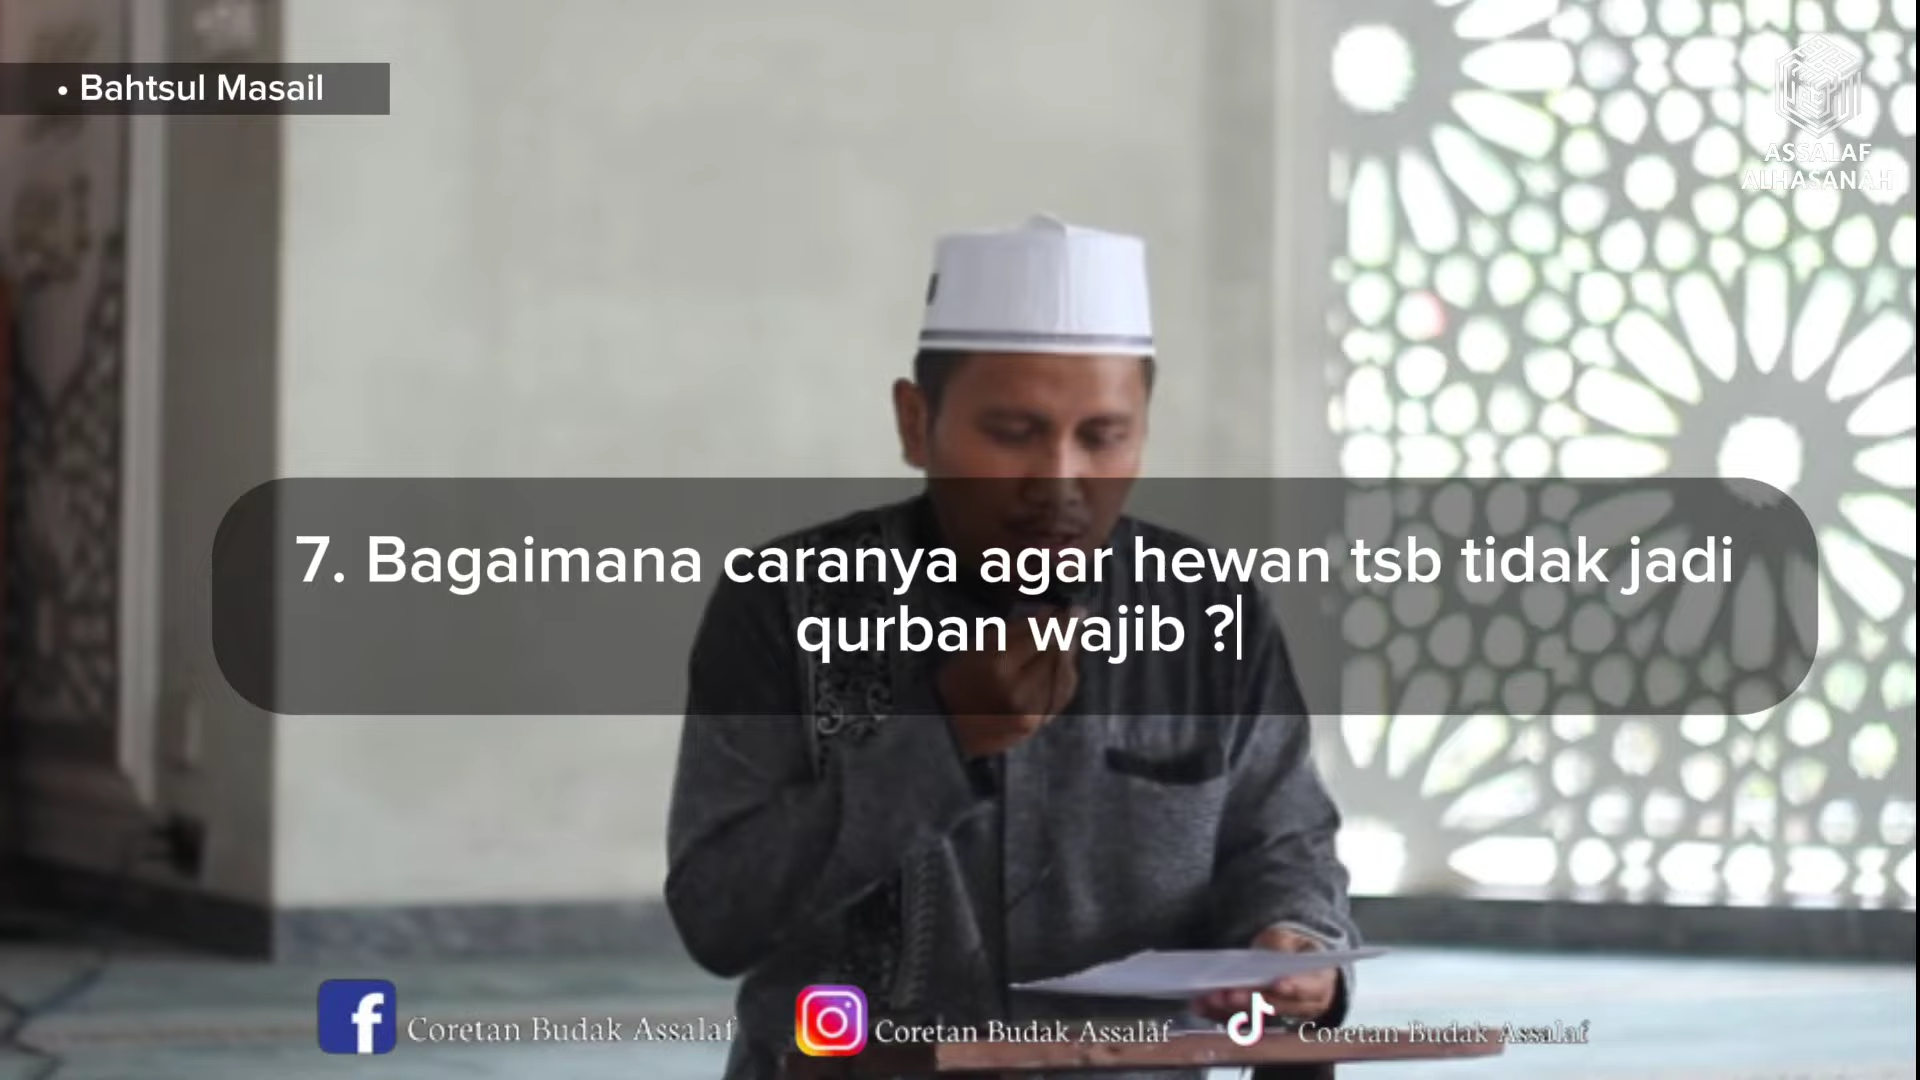 • Bahtsul Masail
ASSALAF
ALHASANAH
7. Bagaimana caranya agar hewan tsb tidak jadi
qurban wajib ?
Coretan Budak Assalaf
Coretan Budak Assalaf
Coretan Budak Assalaf